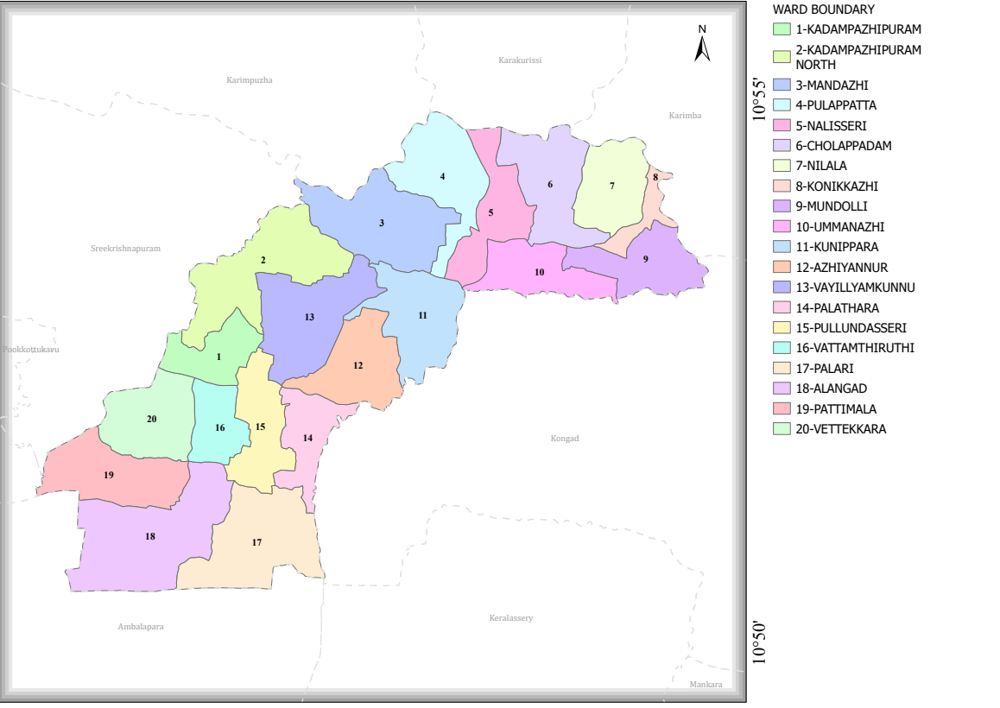 WARD BOUNDARY
1-KADAMPAZHIPURAM
2-KADAMPAZHIPURAM
NORTH
3-MANDAZHI
4-PULAPPATTA
5-NALISSERI
6-CHOLAPPADAM
7-NILALA
8-KONIKKAZHI
9-MUNDOLLI
10-UMMANAZHI
11-KUNIPPARA
12-AZHIYANNUR
13-VAYILLYAMKUNNU
14-PALATHARA
15-PULLUNDASSERI
16-VATTAMTHIRUTHI
17-PALARI
18-ALANGAD
19-PATTIMALA
20-VETTEKKARA
N
10°55'
10°50'
Karakurissi
Karimpuzha
Karimba
Sreekrishnapuram
Pookkottukavu
Kongad
Keralassery
Ambalapara
Mankara
4
8
6
7
5
3
2
9
10
11
13
1
12
20
16
15
14
19
18
17